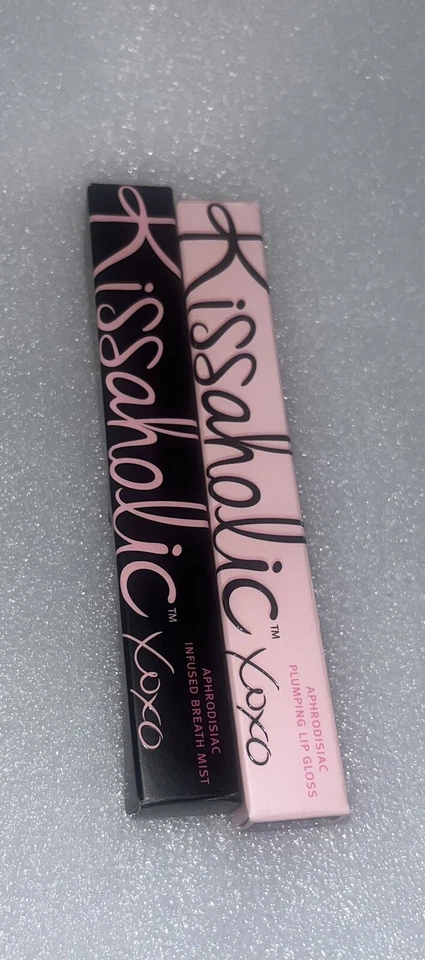 Kissaholic™ xoxo
APHRODISIAC
INFUSED BREATH MIST
Kissaholic™ xoxo
APHRODISIAC
PLUMPING LIP GLOSS